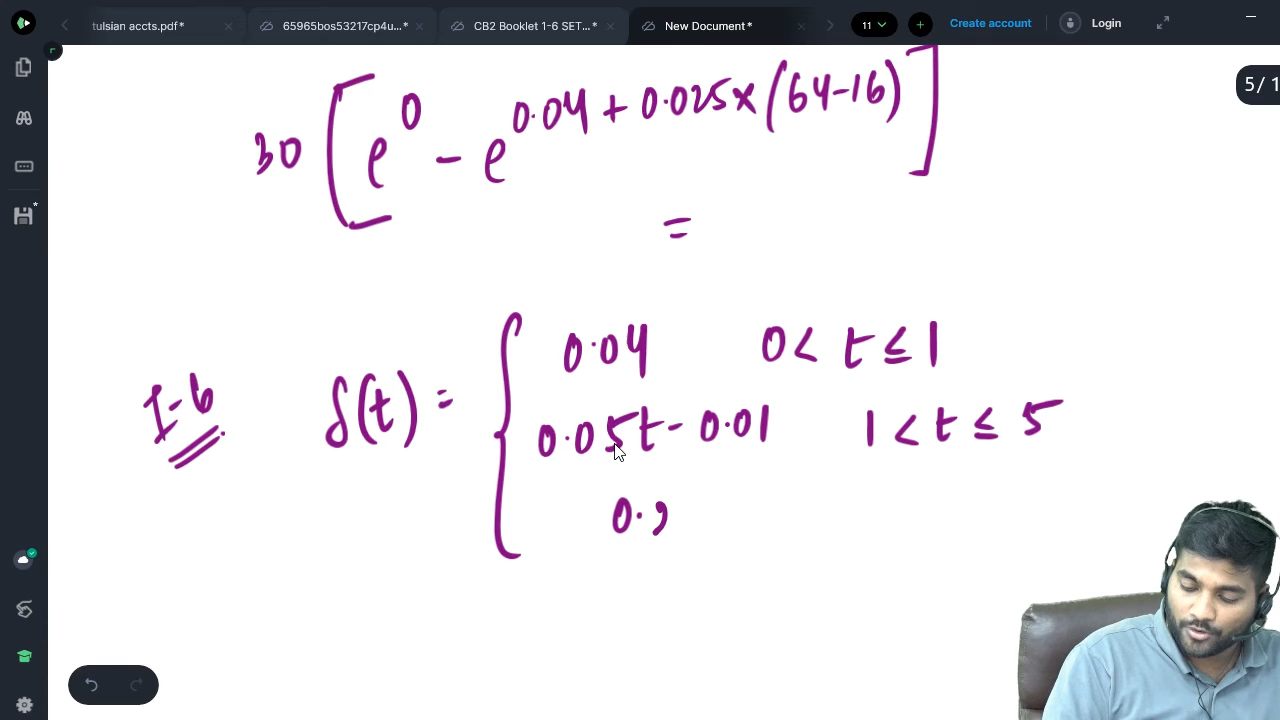 tulsian accts.pdf*
65965bos53217cp4u...*
CB2 Booklet 1-6 SET...*
New Document*
11
Create account
Login
5/1
30 [e^0 - e^0.04 + 0.025×(64-16)]
=
I-6
δ(t) = {
0.04 0 < t ≤ 1
0.05t - 0.01 1 < t ≤ 5
0.